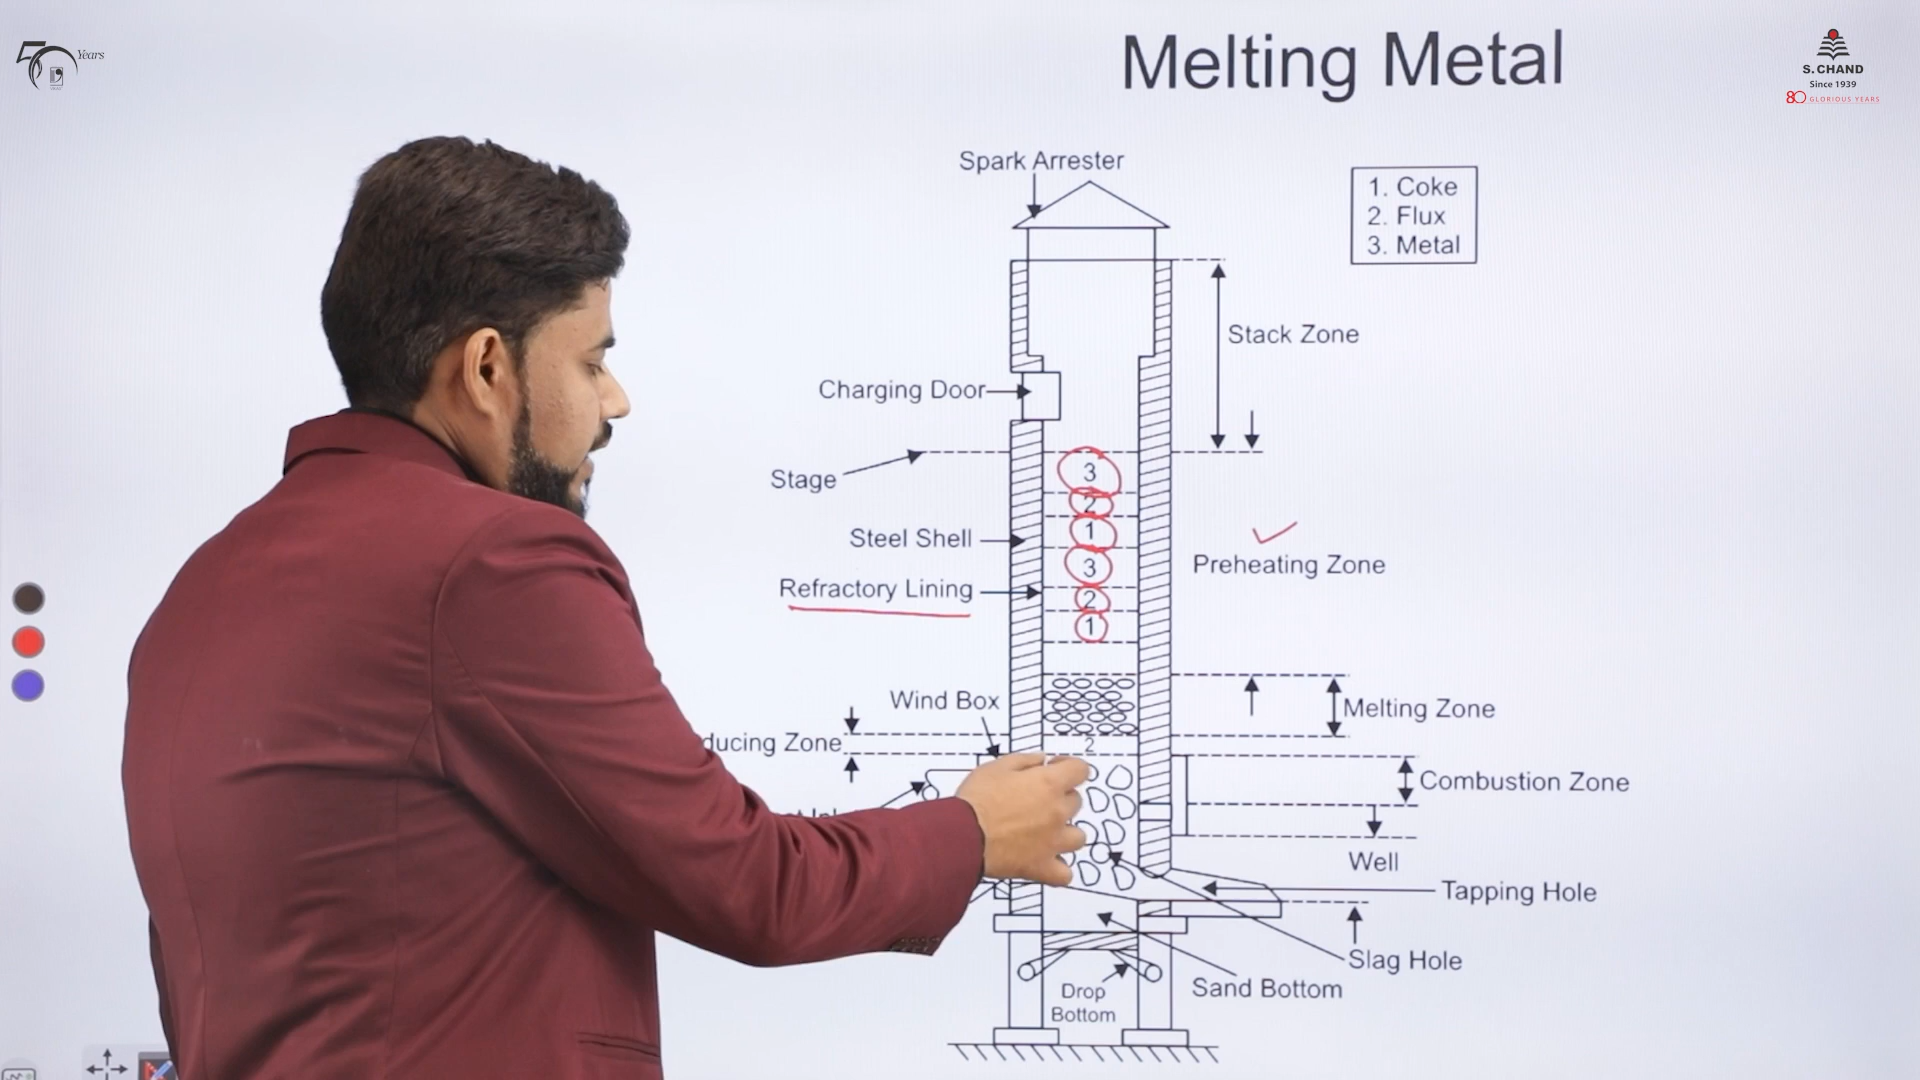 Years
Melting Metal
S. CHAND
Since 1939
80 GLORIOUS YEARS
Spark Arrester
1. Coke
2. Flux
3. Metal
Stack Zone
Charging Door
Stage
3
2
1
3
2
1
Steel Shell
Refractory Lining
Preheating Zone
Wind Box
Melting Zone
ducing Zone
2
Combustion Zone
Well
Tapping Hole
Slag Hole
Sand Bottom
Drop
Bottom